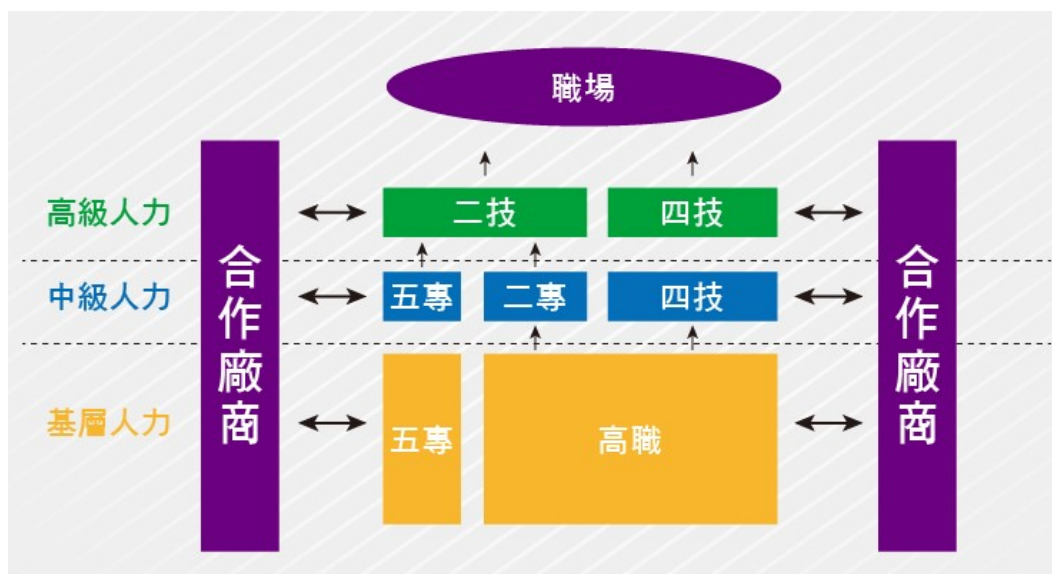 職場
高級人力
二技
四技
合作廠商
合作廠商
中級人力
五專
二專
四技
基層人力
五專
高職